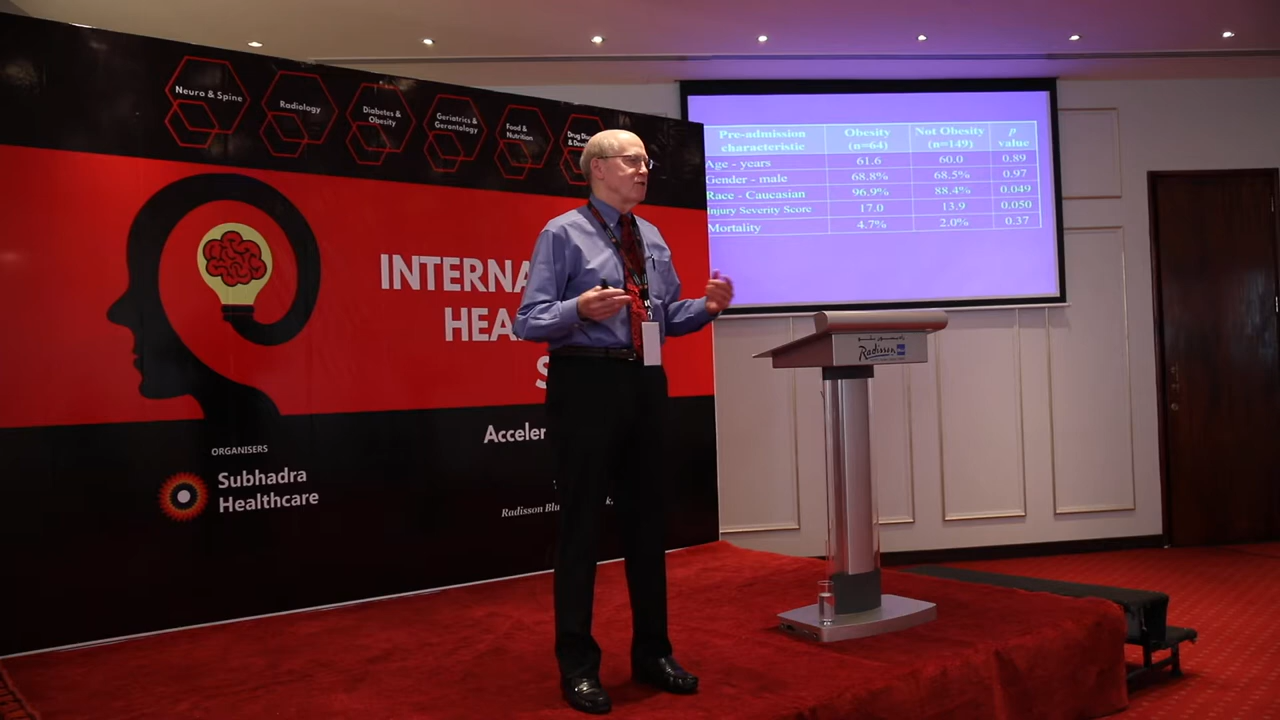 Neuro & Spine
Radiology
Diabetes &
Obesity
Geriatrics &
Gerontology
Food &
Nutrition
Drug
&
INTERNA
HEA
S
Acceler
ORGANISERS
Subhadra
Healthcare
Radisson Blu
k,
Pre-admission characteristic Obesity (n=64) Not Obesity (n=149) p value
Age - years 61.6 60.0 0.89
Gender - male 68.8% 68.5% 0.97
Race - Caucasian 96.9% 88.4% 0.049
Injury Severity Score 17.0 13.9 0.050
Mortality 4.7% 2.0% 0.37
Radisson